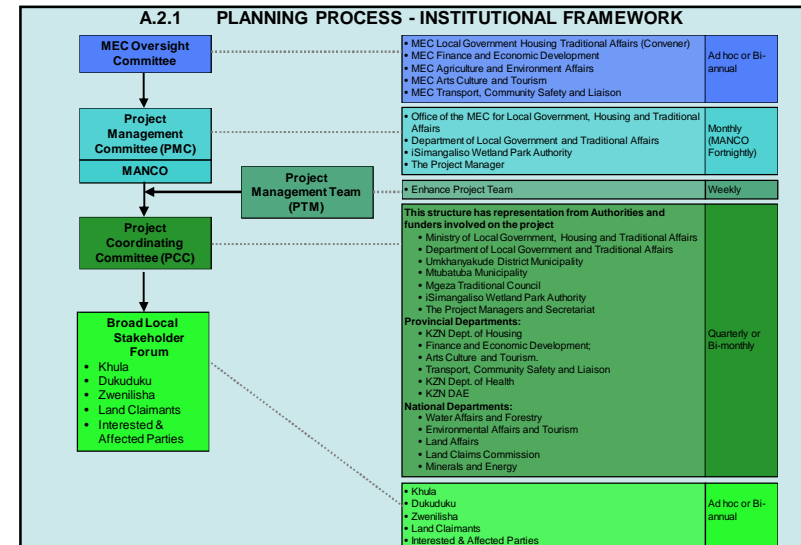 A.2.1 PLANNING PROCESS - INSTITUTIONAL FRAMEWORK
MEC Oversight
Committee
• MEC Local Government Housing Traditional Affairs (Convener)
• MEC Finance and Economic Development
• MEC Agriculture and Environment Affairs
• MEC Arts Culture and Tourism
• MEC Transport, Community Safety and Liaison
Ad hoc or Bi-
annual
Project
Management
Committee (PMC)
MANCO
• Office of the MEC for Local Government, Housing and Traditional
Affairs
• Department of Local Government and Traditional Affairs
• iSimangaliso Wetland Park Authority
• The Project Manager
Monthly
(MANCO
Fortnightly)
Project
Management Team
(PTM)
• Enhance Project Team
Weekly
Project
Coordinating
Committee (PCC)
This structure has representation from Authorities and
funders involved on the project
• Ministry of Local Government, Housing and Traditional Affairs
• Department of Local Government and Traditional Affairs
• Umkhanyakude District Municipality
• Mtubatuba Municipality
• Mgeza Traditional Council
• iSimangaliso Wetland Park Authority
• The Project Managers and Secretariat
Provincial Departments:
• KZN Dept. of Housing
• Finance and Economic Development;
• Arts Culture and Tourism.
• Transport, Community Safety and Liaison
• KZN Dept. of Health
• KZN DAE
National Departments:
• Water Affairs and Forestry
• Environmental Affairs and Tourism
• Land Affairs
• Land Claims Commission
• Minerals and Energy
Quarterly or
Bi-monthly
Broad Local
Stakeholder
Forum
• Khula
• Dukuduku
• Zwenilisha
• Land Claimants
• Interested &
Affected Parties
• Khula
• Dukuduku
• Zwenilisha
• Land Claimants
• Interested & Affected Parties
Ad hoc or Bi-
annual